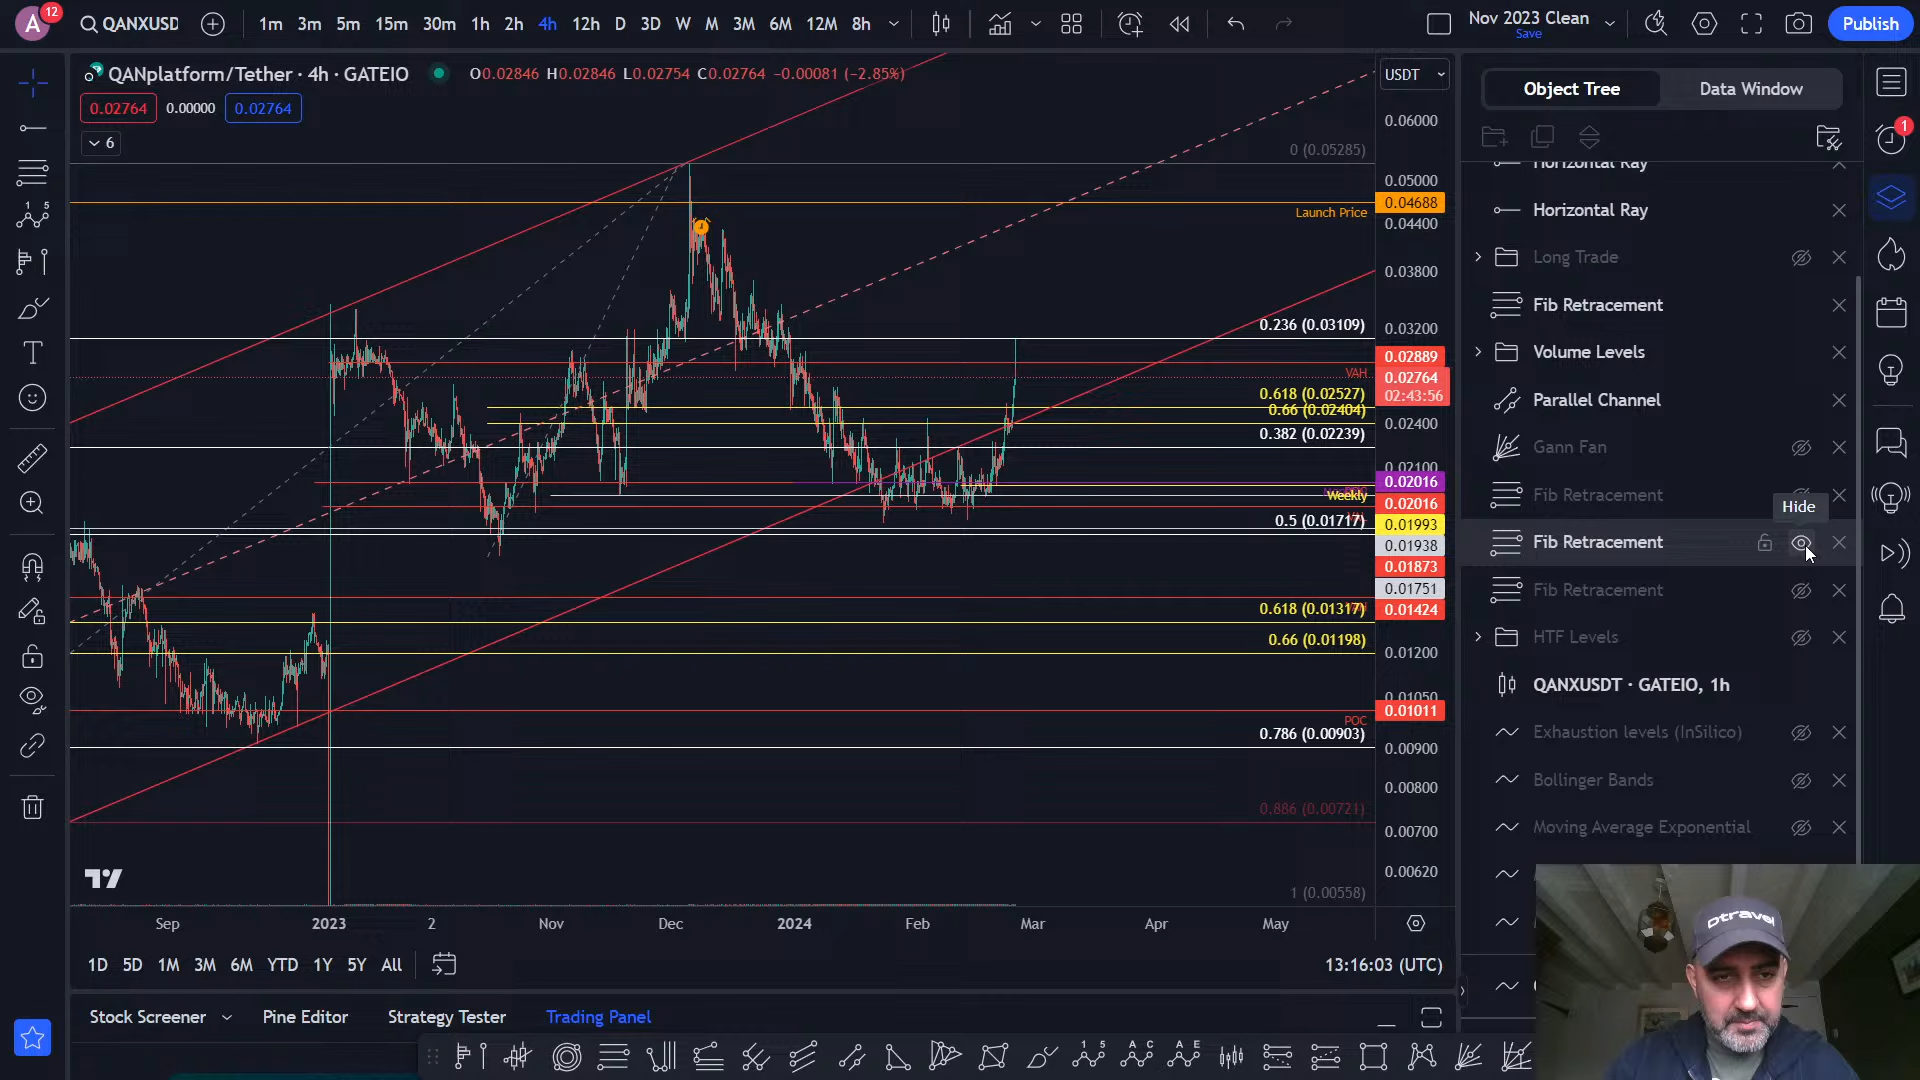 A 12 QANXUSD 1m 3m 5m 15m 30m 1h 2h 4h 12h D 3D W M 3M 6M 12M 8h Nov 2023 Clean Publish
Save
QANplatform/Tether · 4h · GATEIO O0.02846 H0.02846 L0.02754 C0.02764 −0.00081 (−2.85%) USDT
0.02764 0.00000 0.02764
6
Object Tree Data Window
1
0.06000
0 (0.05285)
0.05000
0.04688
Launch Price
0.04400
0.03800
0.236 (0.03109) 0.03200
0.02889
VAH 0.02764
02:43:56
0.618 (0.02527)
0.66 (0.02404)
0.02400
0.382 (0.02239)
0.02100
0.02016
Weekly
0.02016
0.5 (0.01717) 0.01993
0.01938
0.01873
0.01751
0.618 (0.01317) 0.01424
0.66 (0.01198) 0.01200
0.01050
0.01011
POC
0.786 (0.00903)
0.00900
0.00800
0.886 (0.00721)
0.00700
0.00620
1 (0.00558)
Sep 2023 2 Nov Dec 2024 Feb Mar Apr May
1D 5D 1M 3M 6M YTD 1Y 5Y All 13:16:03 (UTC)
Stock Screener Pine Editor Strategy Tester Trading Panel
Horizontal Ray
Horizontal Ray
Long Trade
Fib Retracement
Volume Levels
Parallel Channel
Gann Fan
Fib Retracement
Hide
Fib Retracement
Fib Retracement
HTF Levels
QANXUSDT · GATEIO, 1h
Exhaustion levels (InSilico)
Bollinger Bands
Moving Average Exponential
otravel